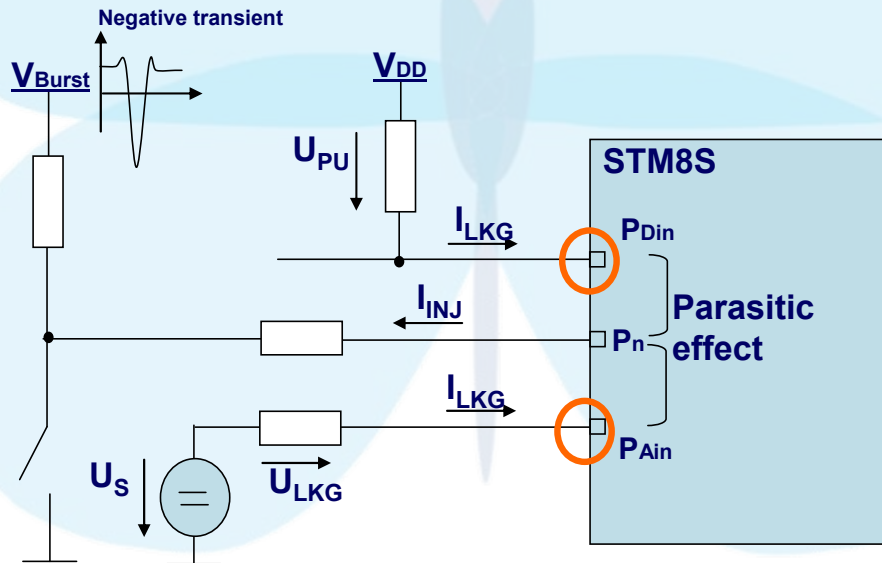 Negative transient
VBurst
VDD
STM8S
UPU
ILKG
PDin
IINJ
Pn
Parasitic
effect
ILKG
PAin
US
ULKG